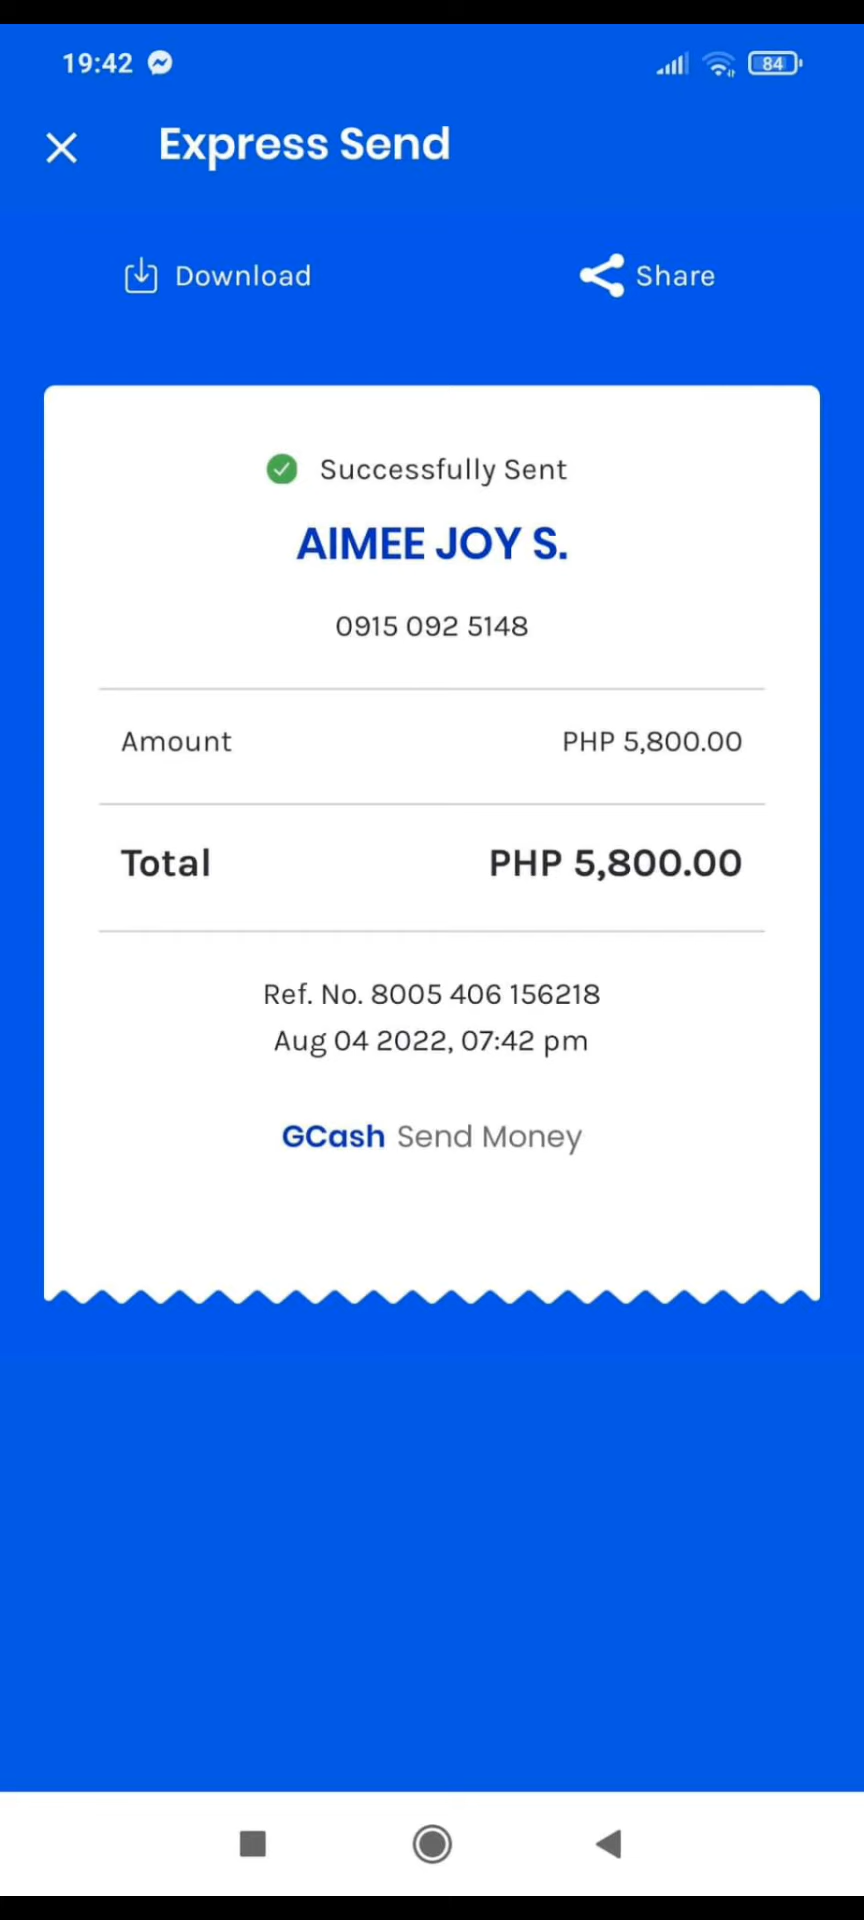 19:42
84
Express Send
Download
Share
Successfully Sent
AIMEE JOY S.
0915 092 5148
Amount PHP 5,800.00
Total PHP 5,800.00
Ref. No. 8005 406 156218
Aug 04 2022, 07:42 pm
GCash Send Money